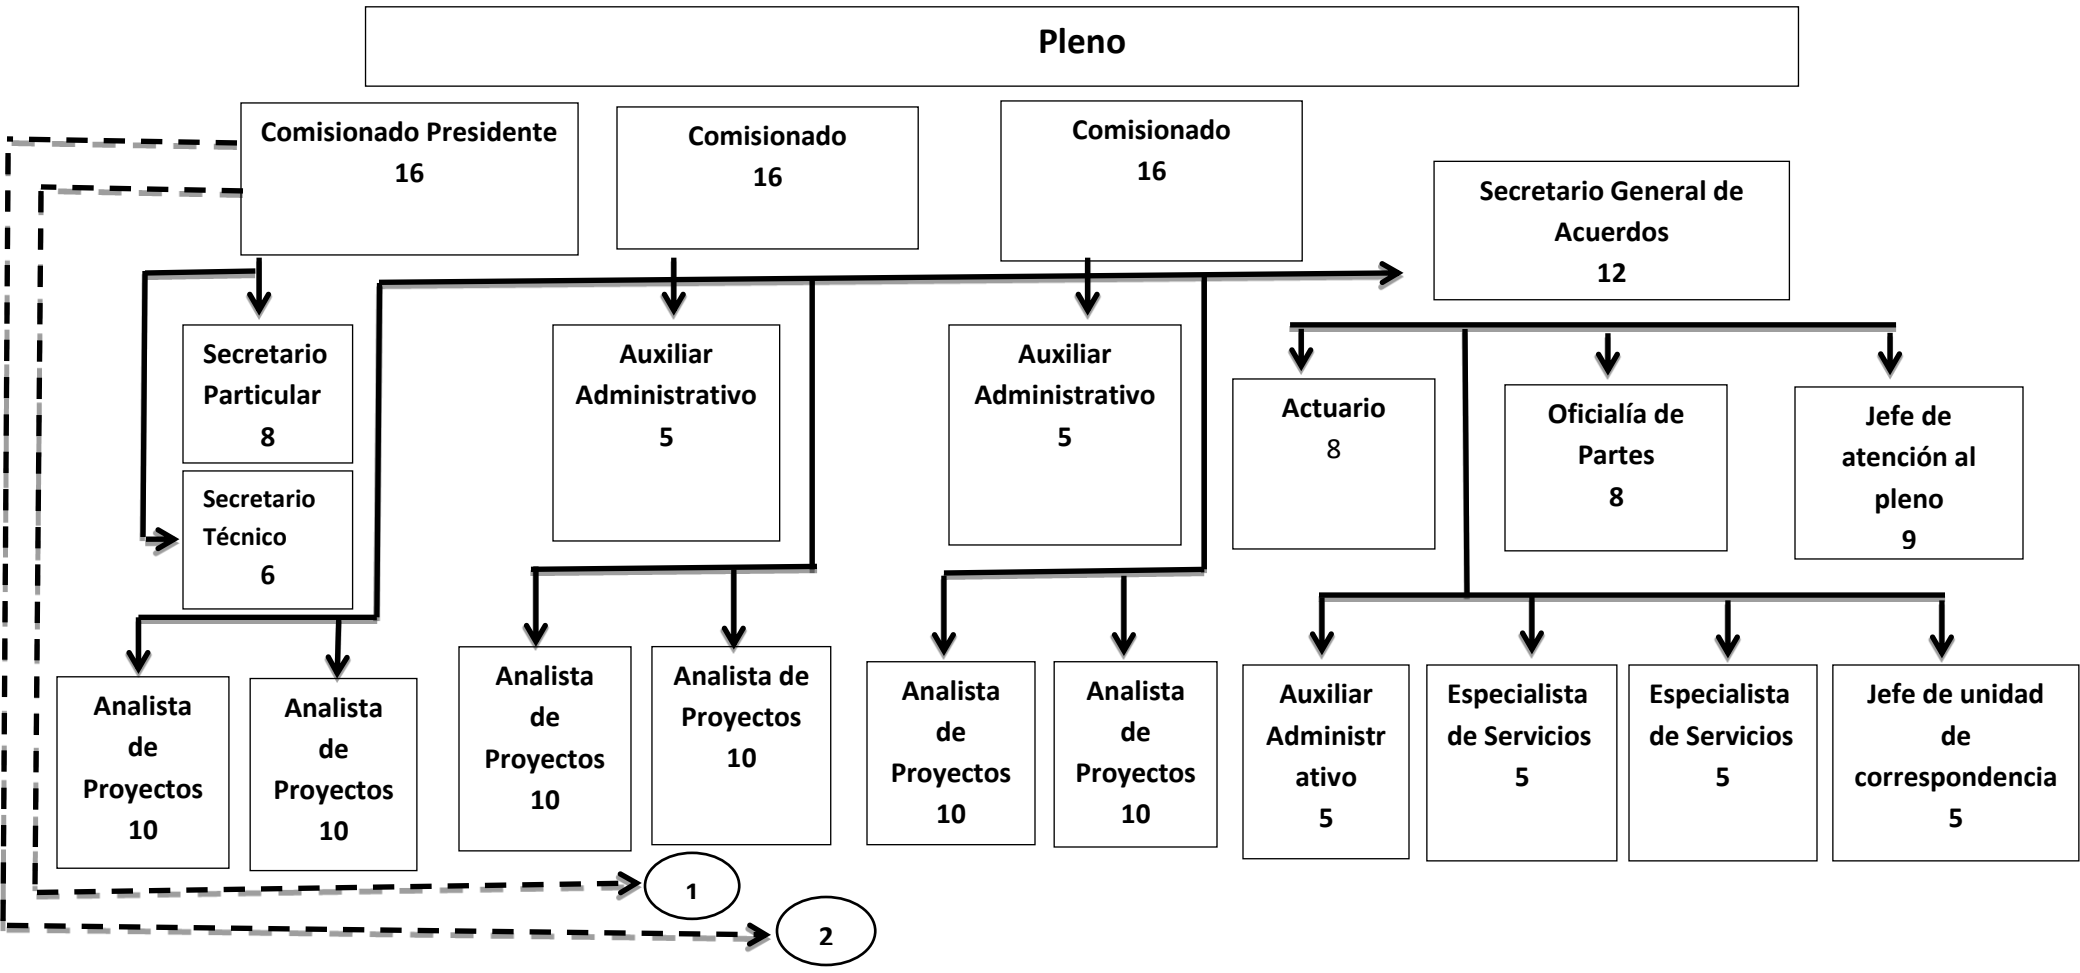 Pleno
Comisionado Presidente
16
Comisionado
16
Comisionado
16
Secretario General de
Acuerdos
12
Secretario
Particular
8
Auxiliar
Administrativo
5
Auxiliar
Administrativo
5
Actuario
8
Oficialía de
Partes
8
Jefe de
atención al
pleno
9
Secretario
Técnico
6
Analista
de
Proyectos
10
Analista
de
Proyectos
10
Analista
de
Proyectos
10
Analista de
Proyectos
10
Analista
de
Proyectos
10
Analista
de
Proyectos
10
Auxiliar
Administr
ativo
5
Especialista
de Servicios
5
Especialista
de Servicios
5
Jefe de unidad
de
correspondencia
5
1
2